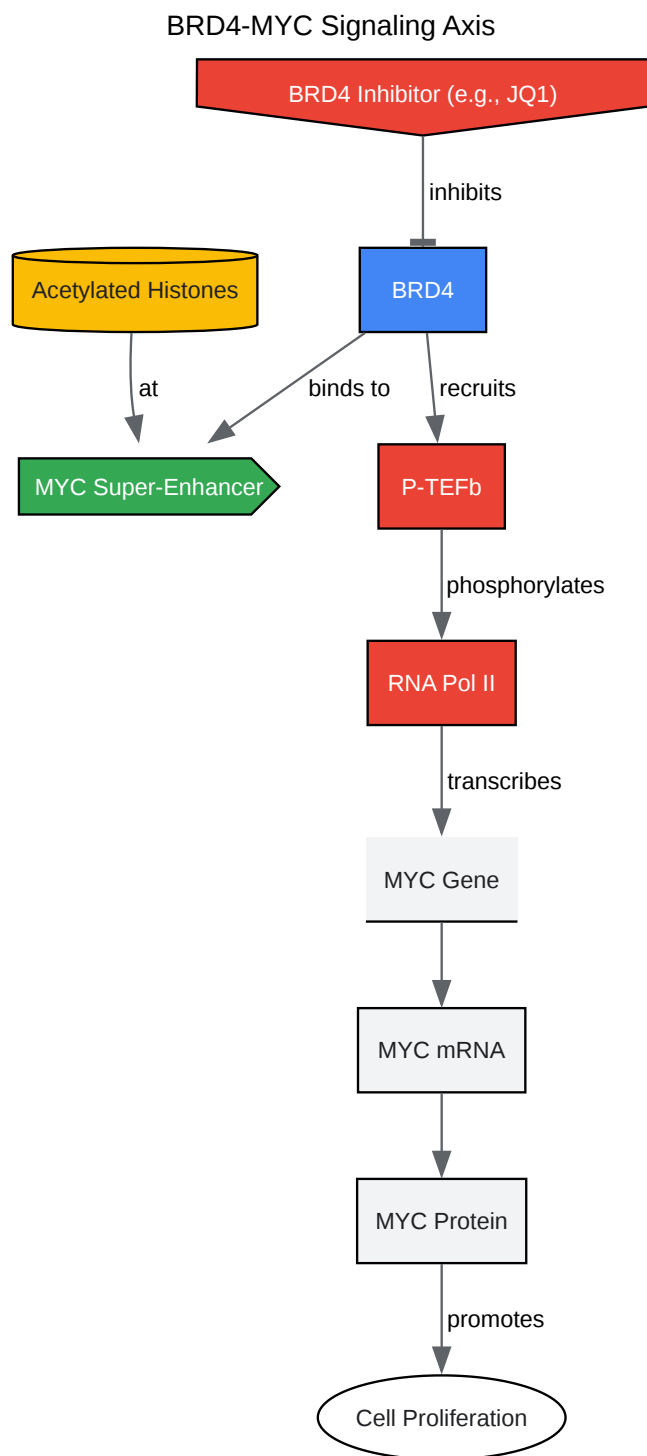 BRD4-MYC Signaling Axis
BRD4 Inhibitor (e.g., JQ1)
inhibits
Acetylated Histones
BRD4
at
binds to
recruits
MYC Super-Enhancer
P-TEFb
phosphorylates
RNA Pol II
transcribes
MYC Gene
MYC mRNA
MYC Protein
promotes
Cell Proliferation